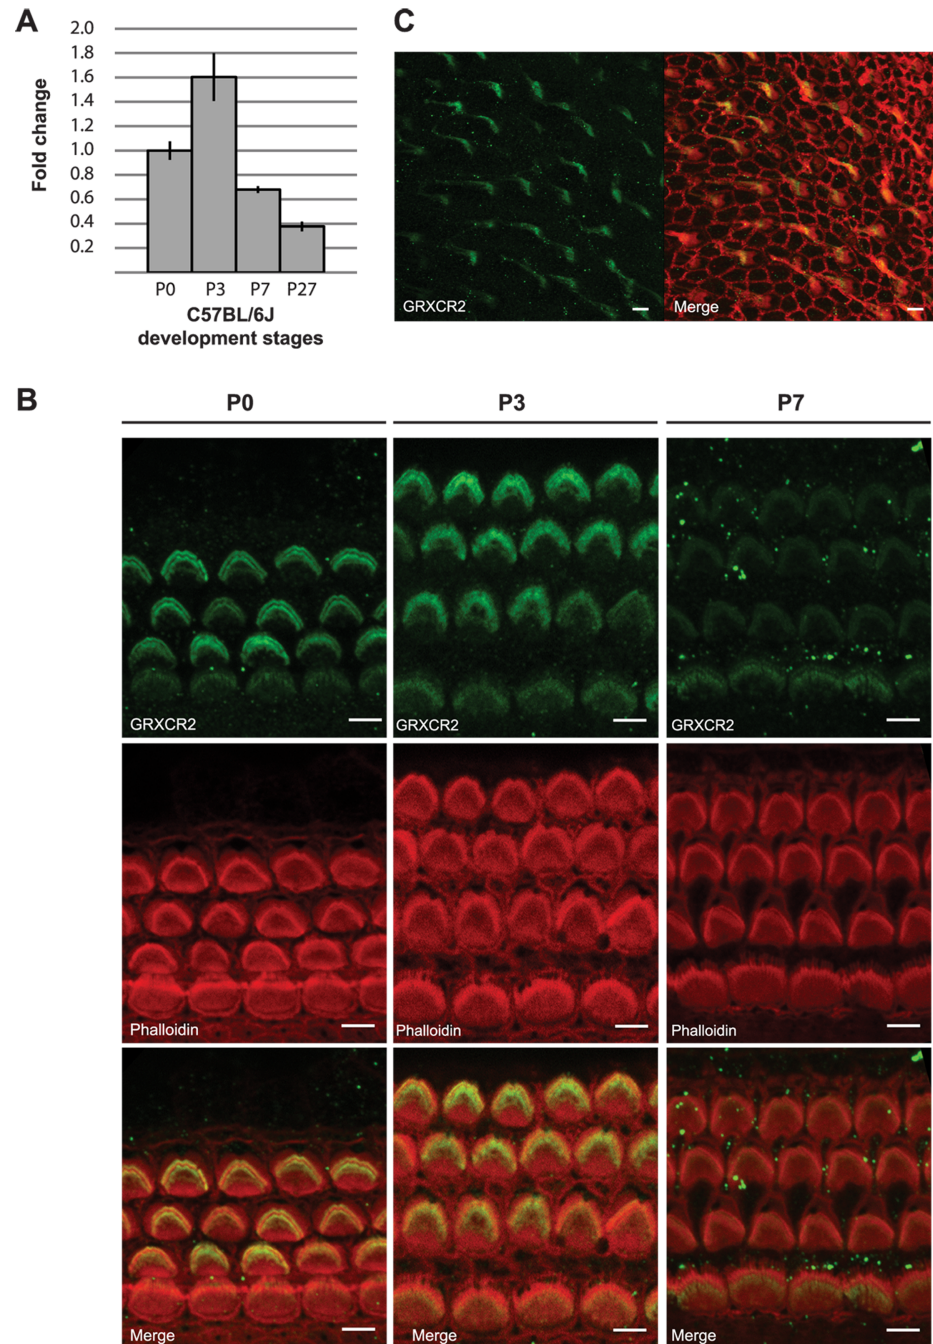 A
2.0
1.8
1.6
1.4
1.2
1.0
0.8
0.6
0.4
0.2
Fold change
P0 P3 P7 P27
C57BL/6J
development stages
C
GRXCR2
Merge
B
P0 P3 P7
GRXCR2 GRXCR2 GRXCR2
Phalloidin Phalloidin Phalloidin
Merge Merge Merge